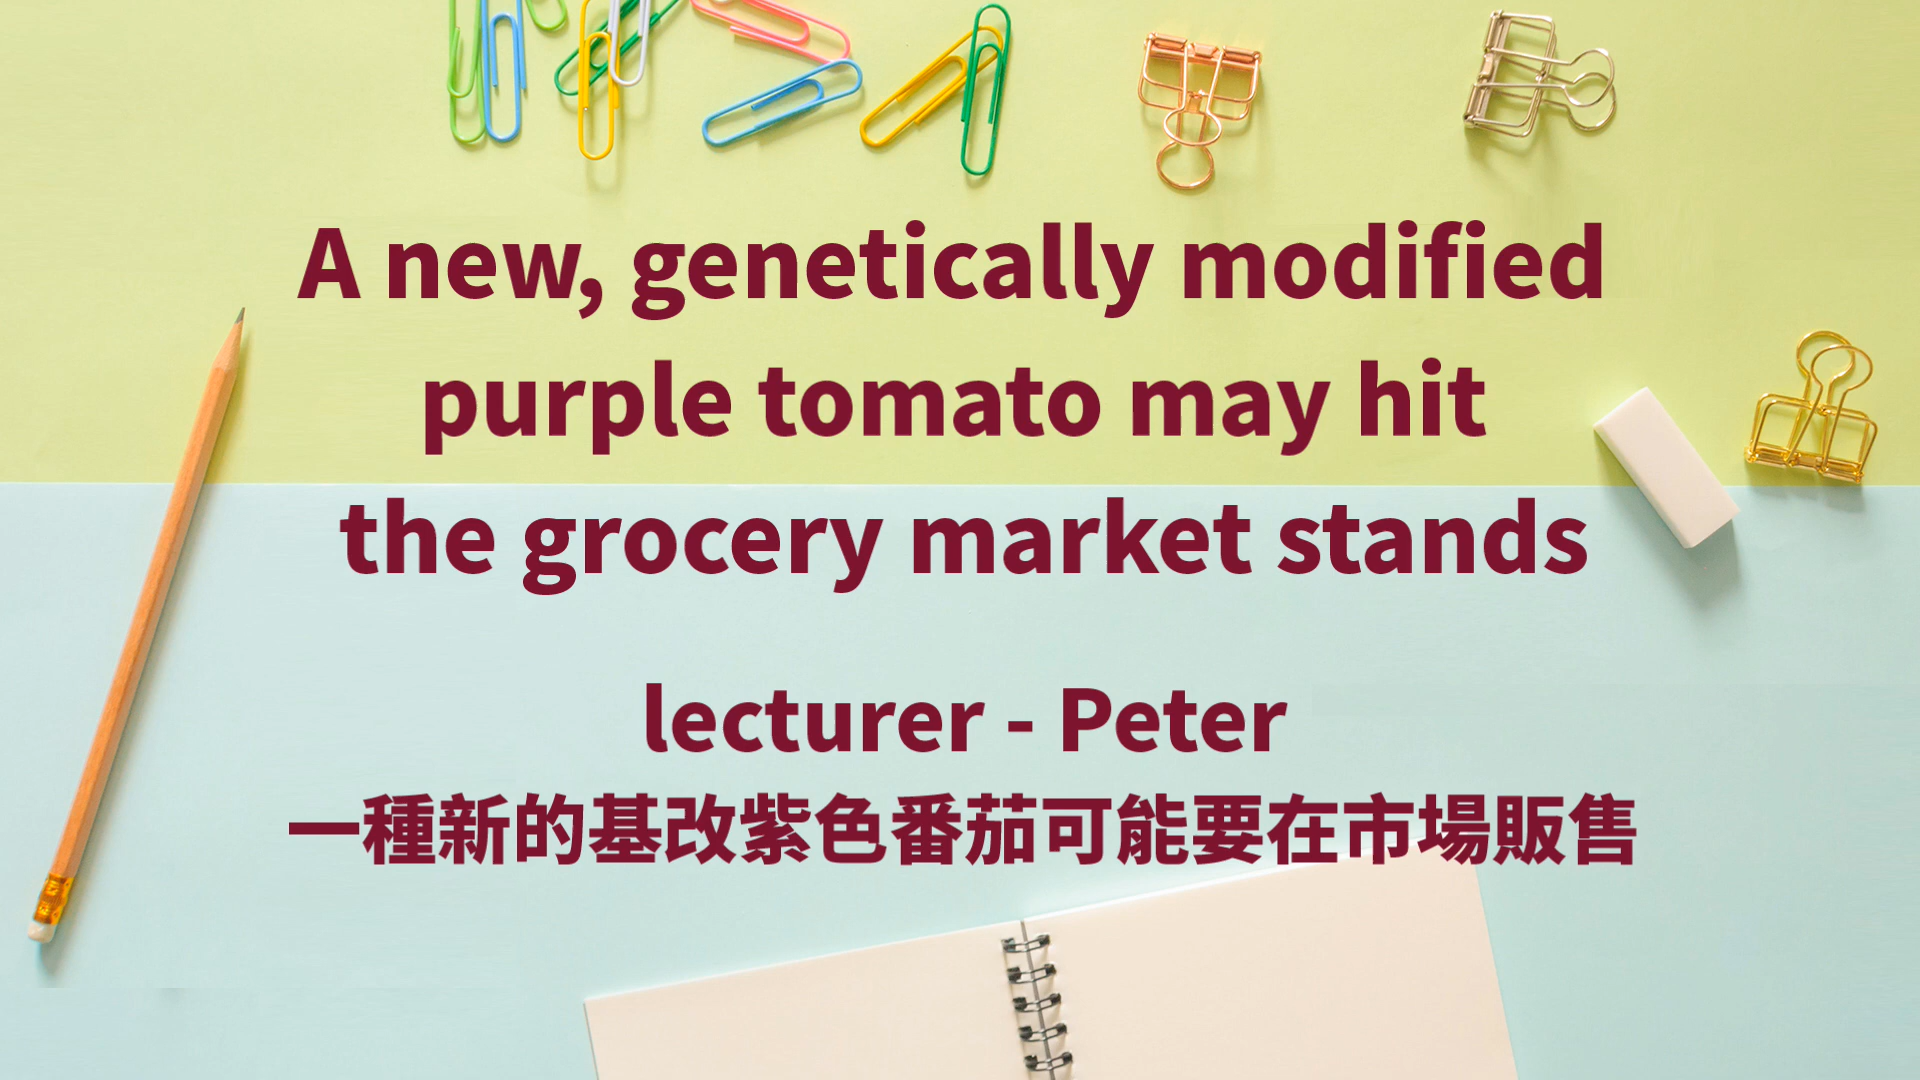 A new, genetically modified
purple tomato may hit
the grocery market stands
lecturer - Peter
一種新的基改紫色番茄可能要在市場販售